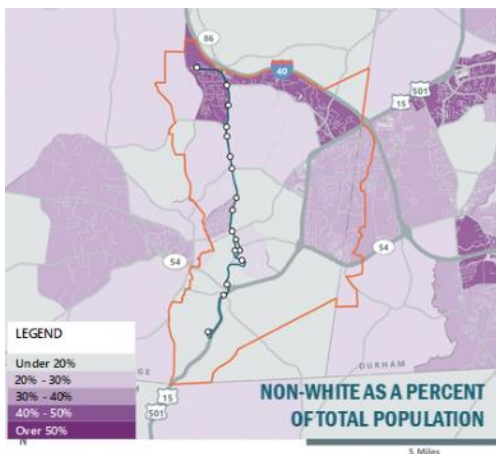 86
40
15
501
54
54
LEGEND
Under 20%
20% - 30%
30% - 40%
40% - 50%
Over 50%
N
GE
H
DURHAM
15
501
NON-WHITE AS A PERCENT
OF TOTAL POPULATION
5 Miles